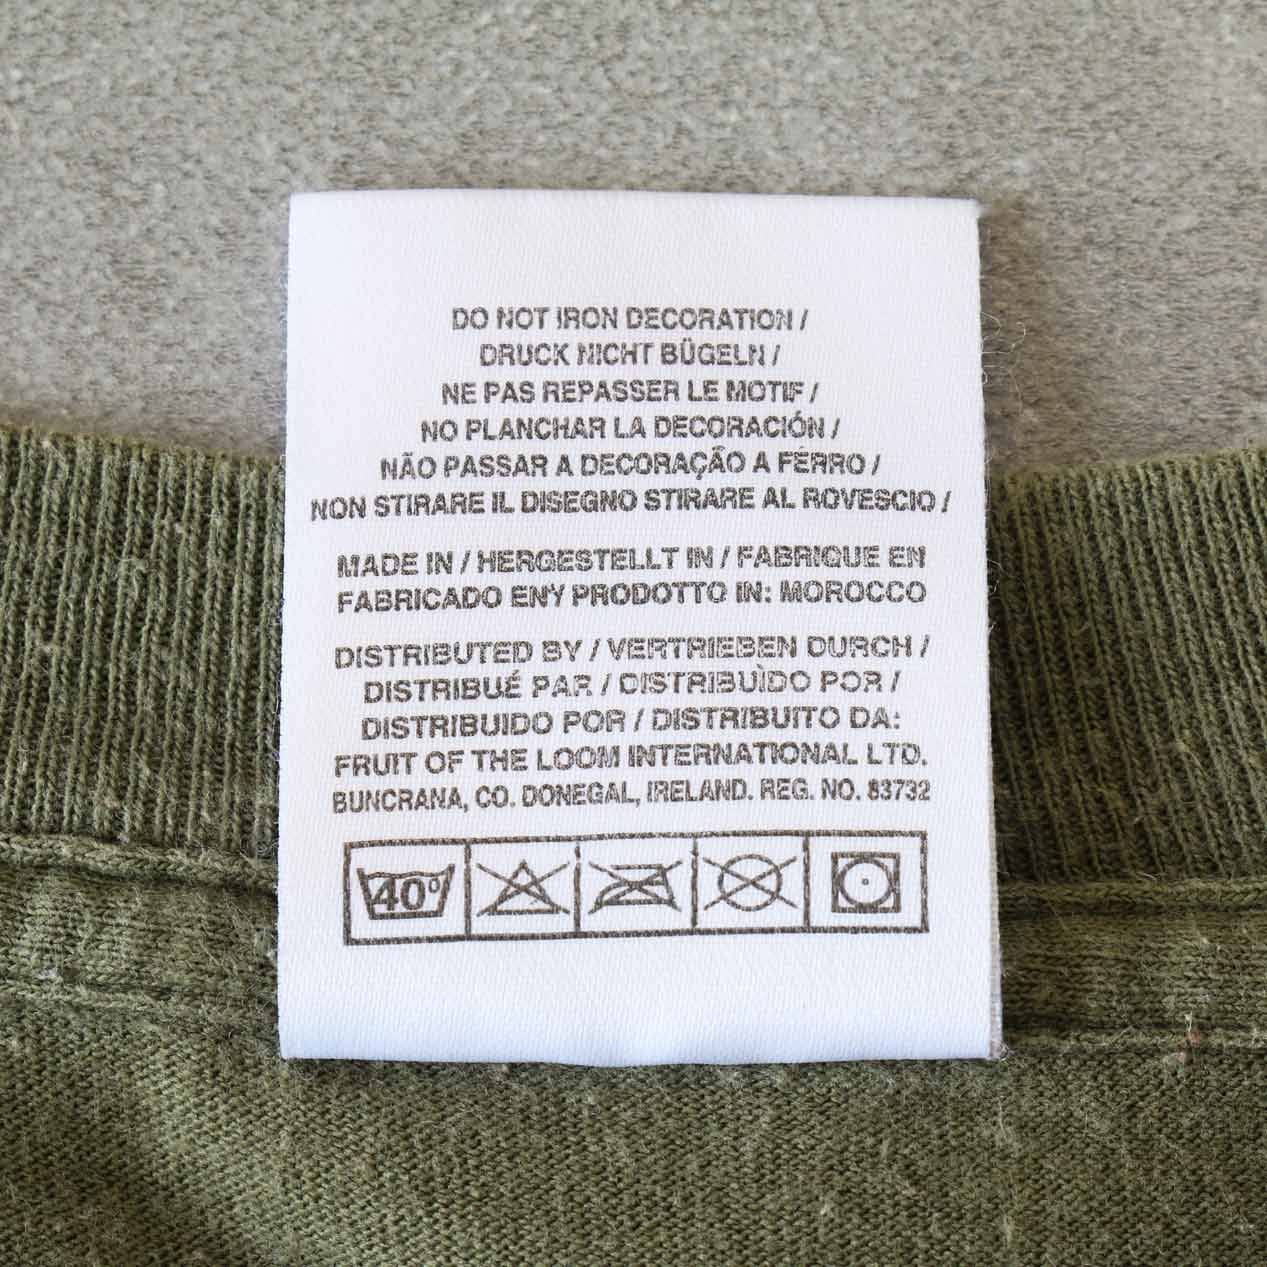 DO NOT IRON DECORATION /
DRUCK NICHT BÜGELN /
NE PAS REPASSER LE MOTIF /
NO PLANCHAR LA DECORACIÓN /
NÃO PASSAR A DECORAÇÃO A FÉRRO /
NON STIRARE IL DISEGNO STIRARE AL ROVESCIO /
MADE IN / HERGESTELLT IN / FABRIQUE EN
FABRICADO EN'Y PRODOTTO IN: MOROCCO
DISTRIBUTED BY / VERTRIEBEN DURCH /
DISTRIBUÉ PAR / DISTRIBUÌDO POR /
DISTRIBUIDO POR / DISTRIBUITO DA:
FRUIT OF THE LOOM INTERNATIONAL LTD.
BUNCRANA, CO. DONEGAL, IRELAND. REG. NO. 83732
40°